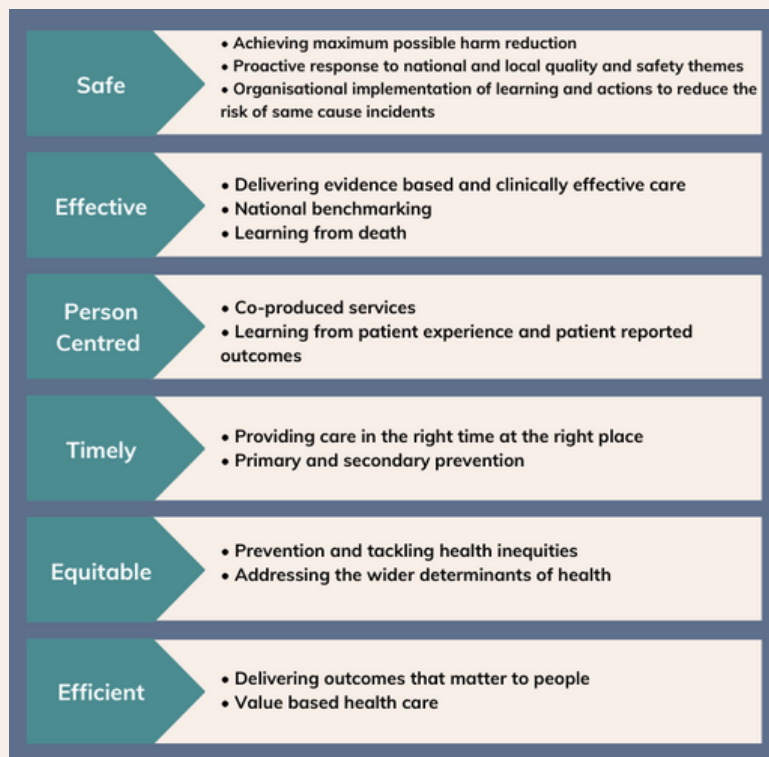 Safe
• Achieving maximum possible harm reduction
• Proactive response to national and local quality and safety themes
• Organisational implementation of learning and actions to reduce the
risk of same cause incidents
Effective
• Delivering evidence based and clinically effective care
• National benchmarking
• Learning from death
Person
Centred
• Co-produced services
• Learning from patient experience and patient reported
outcomes
Timely
• Providing care in the right time at the right place
• Primary and secondary prevention
Equitable
• Prevention and tackling health inequities
• Addressing the wider determinants of health
Efficient
• Delivering outcomes that matter to people
• Value based health care